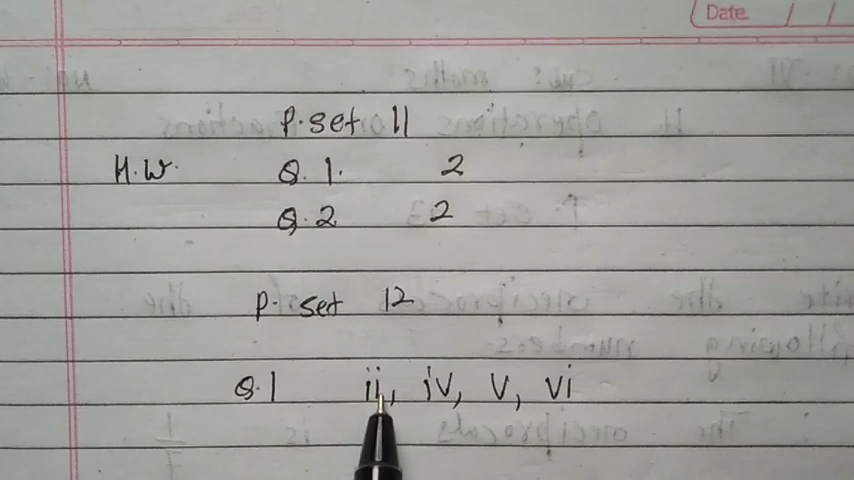 Date / /
P. set 11
H.W. Q. 1. 2
Q. 2 2
P. set 12
Q. 1 ii, iv, v, vi